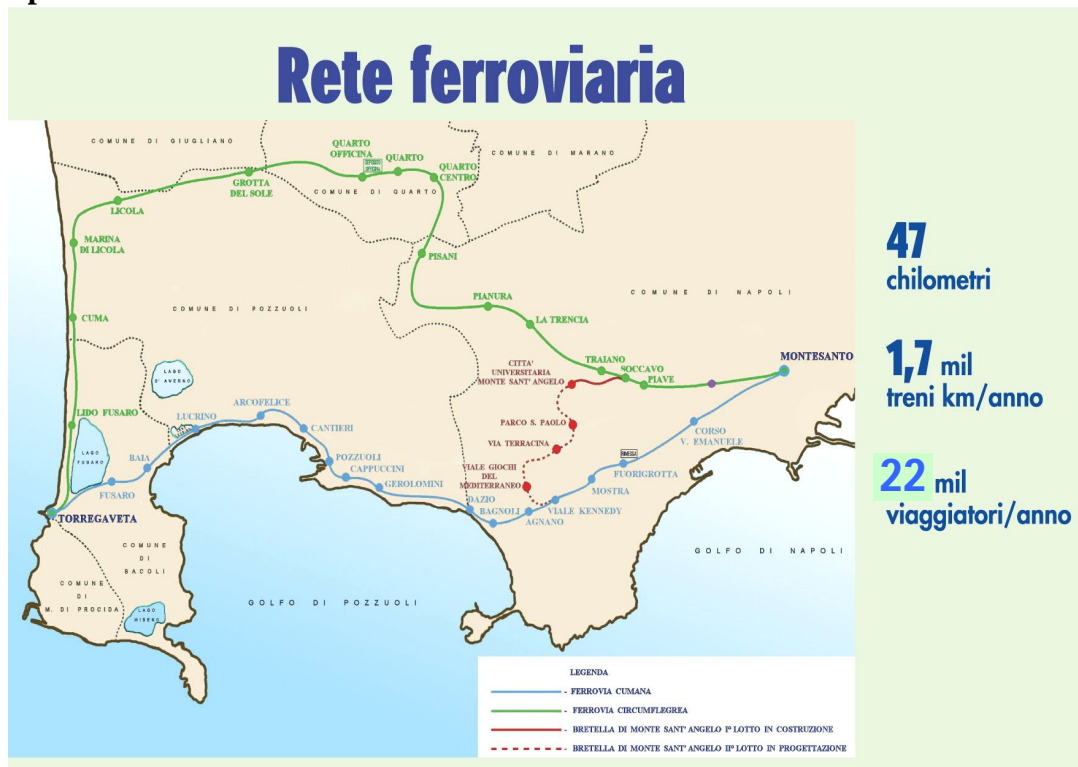 Rete ferroviaria
COMUNE DI GIUGLIANO
QUARTO
OFFICINA
DEPOSITO
OFFICINA
QUARTO
QUARTO
CENTRO
COMUNE DI MARANO
GROTTA
DEL SOLE
COMUNE DI QUARTO
LICOLA
MARINA
DI LICOLA
PISANI
COMUNE DI POZZUOLI
PIANURA
COMUNE DI NAPOLI
CUMA
LA TRENCIA
CITTA'
UNIVERSITARIA
MONTE SANT' ANGELO
TRAIANO
SOCCAVO
PIAVE
MONTESANTO
LAGO
D' AVERNO
LIDO FUSARO
LUCRINO
ARCOFELICE
CANTIERI
PARCO S. PAOLO
CORSO
V. EMANUELE
LAGO
FUSARO
BAIA
POZZUOLI
CAPPUCCINI
GEROLOMINI
VIA TERRACINA
RIMESSA
FUORIGROTTA
VIALE GIOCHI
DEL
MEDITERRANEO
MOSTRA
FUSARO
DAZIO
BAGNOLI
AGNANO
VIALE KENNEDY
TORREGAVETA
COMUNE
DI
BACOLI
COMUNE
DI
M. DI PROCIDA
LAGO
MISENO
GOLFO DI POZZUOLI
GOLFO DI NAPOLI
LEGENDA
- FERROVIA CUMANA
- FERROVIA CIRCUMFLEGREA
- BRETELLA DI MONTE SANT' ANGELO I° LOTTO IN COSTRUZIONE
- BRETELLA DI MONTE SANT' ANGELO II° LOTTO IN PROGETTAZIONE
47
chilometri
1,7 mil
treni km/anno
22 mil
viaggiatori/anno